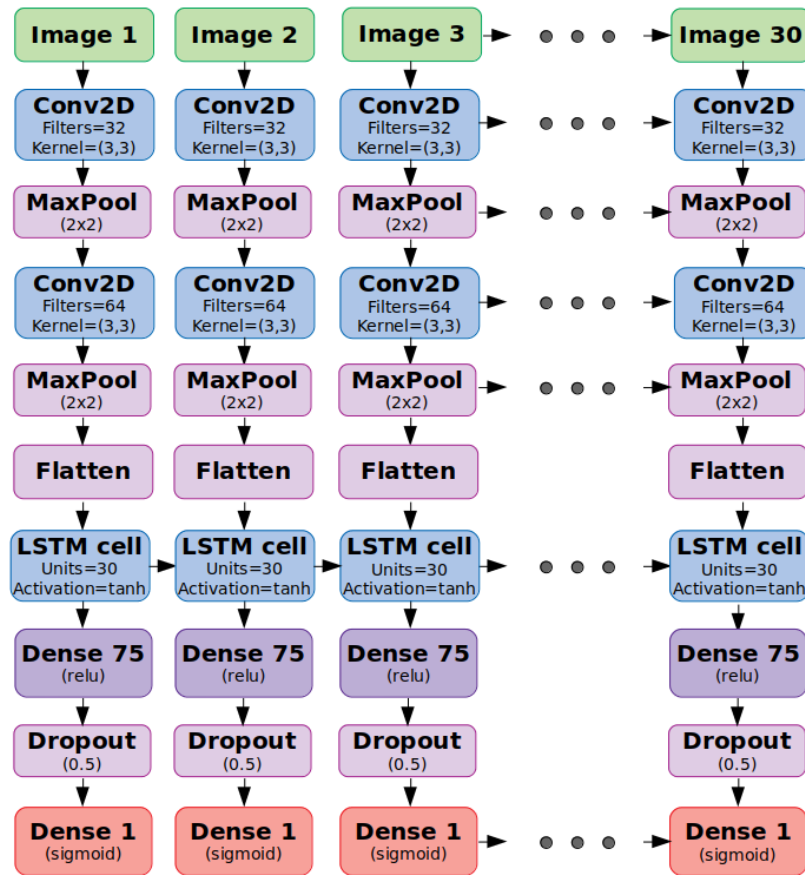 Image 1 Image 2 Image 3 Image 30
Conv2D Conv2D Conv2D Conv2D
Filters=32 Filters=32 Filters=32 Filters=32
Kernel=(3,3) Kernel=(3,3) Kernel=(3,3) Kernel=(3,3)
MaxPool MaxPool MaxPool MaxPool
(2x2) (2x2) (2x2) (2x2)
Conv2D Conv2D Conv2D Conv2D
Filters=64 Filters=64 Filters=64 Filters=64
Kernel=(3,3) Kernel=(3,3) Kernel=(3,3) Kernel=(3,3)
MaxPool MaxPool MaxPool MaxPool
(2x2) (2x2) (2x2) (2x2)
Flatten Flatten Flatten Flatten
LSTM cell LSTM cell LSTM cell LSTM cell
Units=30 Units=30 Units=30 Units=30
Activation=tanh Activation=tanh Activation=tanh Activation=tanh
Dense 75 Dense 75 Dense 75 Dense 75
(relu) (relu) (relu) (relu)
Dropout Dropout Dropout Dropout
(0.5) (0.5) (0.5) (0.5)
Dense 1 Dense 1 Dense 1 Dense 1
(sigmoid) (sigmoid) (sigmoid) (sigmoid)